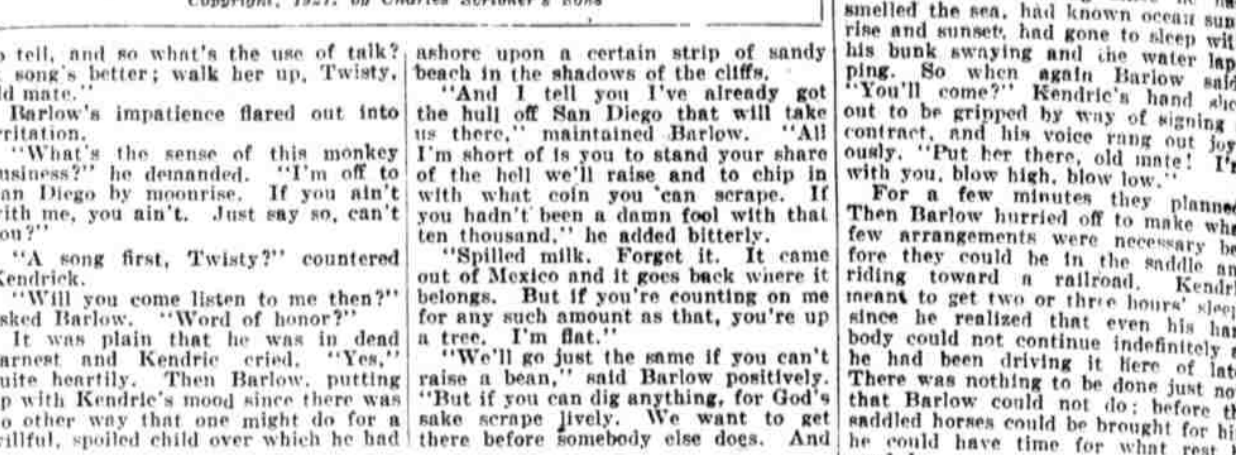 Copyright, 1927, by Charles Scribner's Sons
tell, and so what's the use of talk?
song's better; walk her up, Twisty,
ld mate."
Barlow's impatience flared out into
rritation.
"What's the sense of this monkey
usiness?" he demanded. "I'm off to
an Diego by moonrise. If you ain't
ith me, you ain't. Just say so, can't
ou?"
"A song first, Twisty?" countered
Kendrick.
"Will you come listen to me then?"
sked Barlow. "Word of honor?"
It was plain that he was in dead
arnest and Kendric cried, "Yes,"
uite heartily. Then Barlow, putting
p with Kendric's mood since there was
o other way that one might do for a
illful, spoiled child over which he had
ashore upon a certain strip of sandy
beach in the shadows of the cliffs.
"And I tell you I've already got
the hull off San Diego that will take
us there," maintained Barlow. "All
I'm short of is you to stand your share
of the hell we'll raise and to chip in
with what coin you can scrape. If
you hadn't been a damn fool with that
ten thousand," he added bitterly.
"Spilled milk. Forget it. It came
out of Mexico and it goes back where it
belongs. But if you're counting on me
for any such amount as that, you're up
a tree. I'm flat."
"We'll go just the same if you can't
raise a bean," said Barlow positively.
"But if you can dig anything, for God's
sake scrape lively. We want to get
there before somebody else does. And
smelled the sea, had known ocean sun
rise and sunset, had gone to sleep wit
his bunk swaying and the water lap
ping. So when again Barlow said
"You'll come?" Kendric's hand sho
out to be gripped by way of signing
contract, and his voice rang out joy
ously. "Put her there, old mate! I'm
with you, blow high, blow low."
For a few minutes they planned
Then Barlow hurried off to make wha
few arrangements were necessary be
fore they could be in the saddle an
riding toward a railroad. Kendri
meant to get two or three hours' sleep
since he realized that even his har
body could not continue indefinitely a
he had been driving it here of late
There was nothing to be done just no
that Barlow could not do; before th
saddled horses could be brought for hi
he could have time for what rest